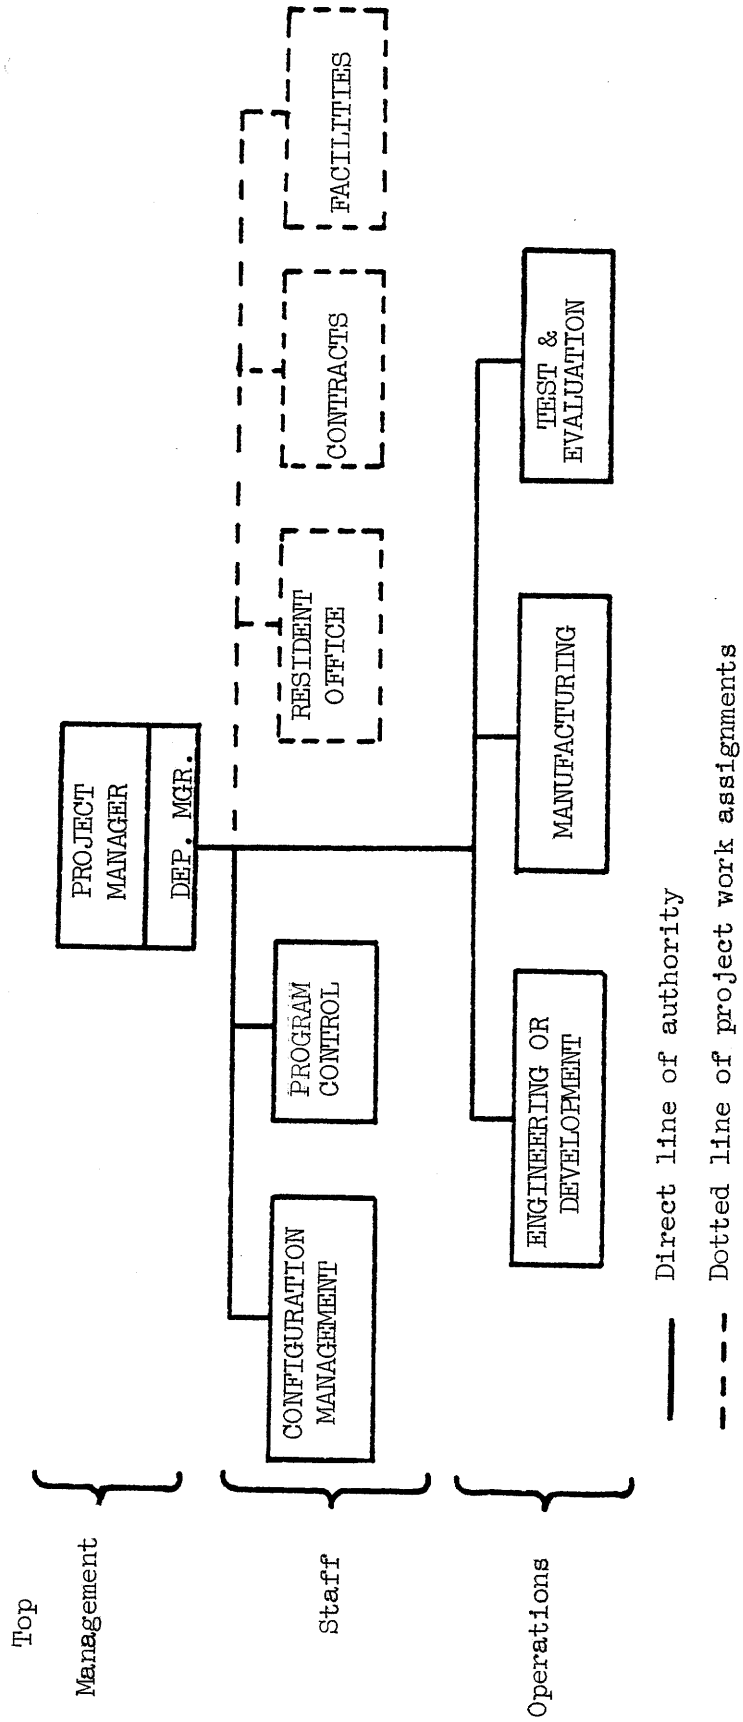 Top
Management
PROJECT
MANAGER
DEP. MGR.
Staff
CONFIGURATION
MANAGEMENT
PROGRAM
CONTROL
RESIDENT
OFFICE
CONTRACTS
FACILITIES
Operations
ENGINEERING OR
DEVELOPMENT
MANUFACTURING
TEST &
EVALUATION
Direct line of authority
Dotted line of project work assignments